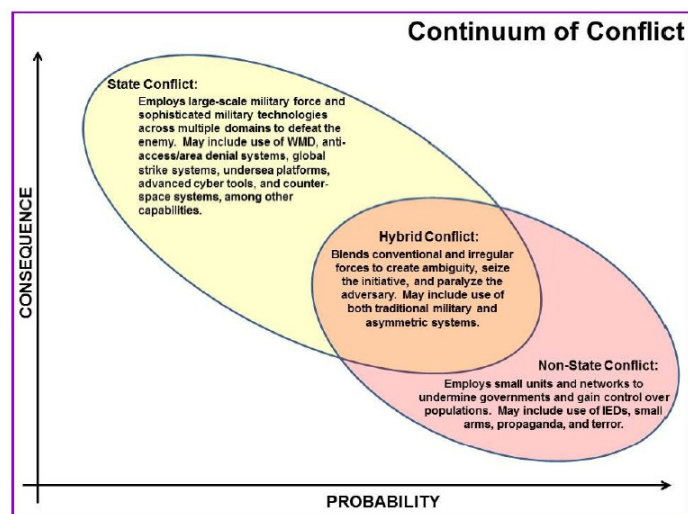 Continuum of Conflict
CONSEQUENCE
State Conflict:
Employs large-scale military force and
sophisticated military technologies
across multiple domains to defeat the
enemy. May include use of WMD, anti-
access/area denial systems, global
strike systems, undersea platforms,
advanced cyber tools, and counter-
space systems, among other
capabilities.
Hybrid Conflict:
Blends conventional and irregular
forces to create ambiguity, seize
the initiative, and paralyze the
adversary. May include use of
both traditional military and
asymmetric systems.
Non-State Conflict:
Employs small units and networks to
undermine governments and gain control over
populations. May include use of IEDs, small
arms, propaganda, and terror.
PROBABILITY